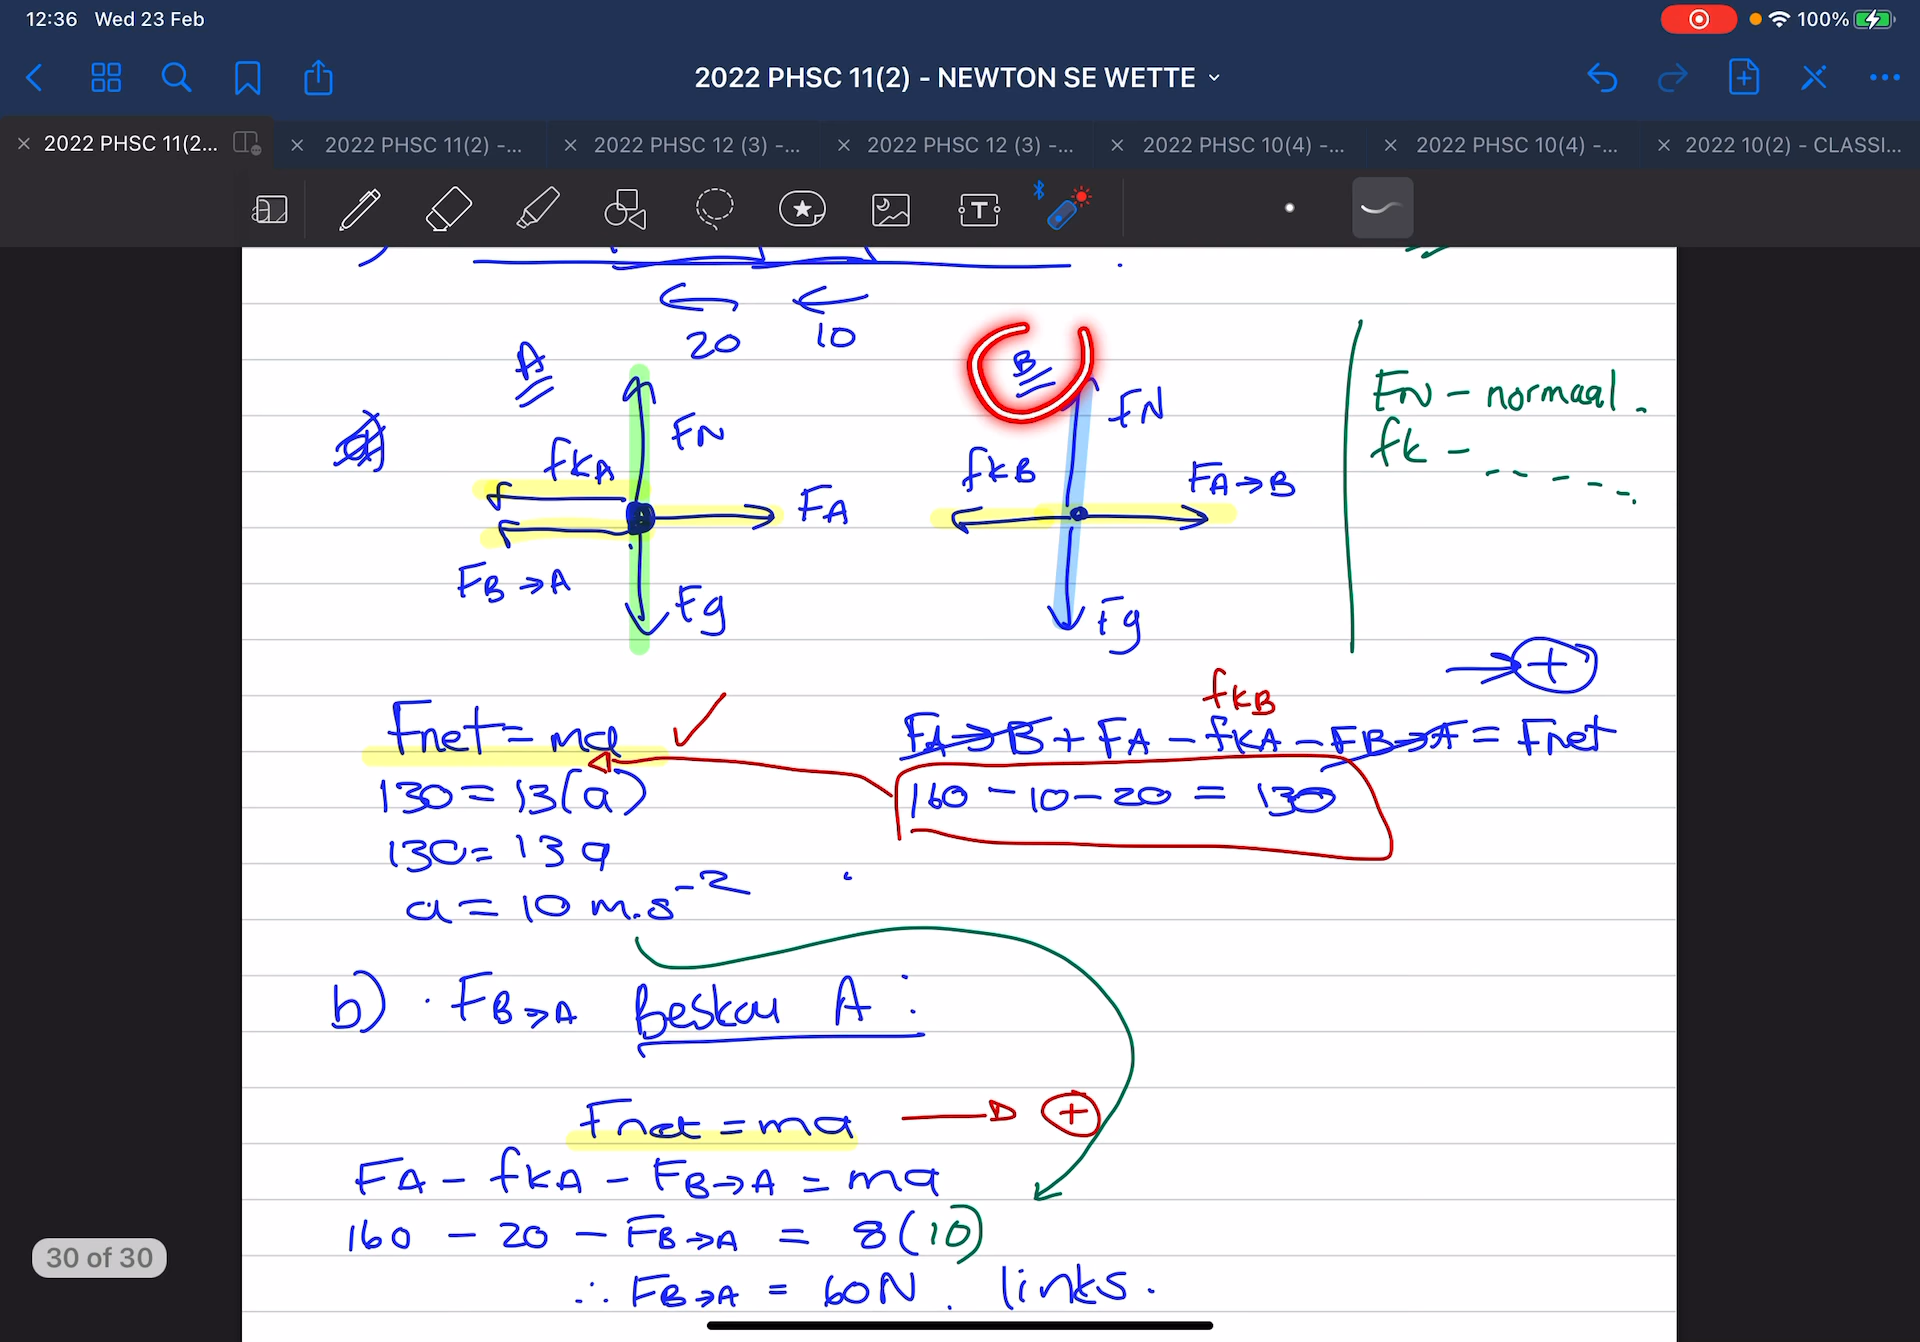 12:36 Wed 23 Feb 100%
2022 PHSC 11(2) - NEWTON SE WETTE
2022 PHSC 11(2... 2022 PHSC 11(2) -... 2022 PHSC 12 (3) -... 2022 PHSC 12 (3) -... 2022 PHSC 10(4) -... 2022 PHSC 10(4) -... 2022 10(2) - CLASSI...
20 10
A
B
FN
fkA
FA
FB→A
Fg
FN
fkB
FA→B
Fg
FN - normaal.
fk - -----.
→ +
Fnet = ma ✓
130 = 13(a)
130 = 13a
a = 10 m.s⁻²
fkB
FA→B + FA - fkA - FB→A = Fnet
160 - 10 - 20 = 130
b) . FB→A Beskou A :
Fnet = ma → +
FA - fkA - FB→A = ma
160 - 20 - FB→A = 8(10)
∴ FB→A = 60N. links.
30 of 30